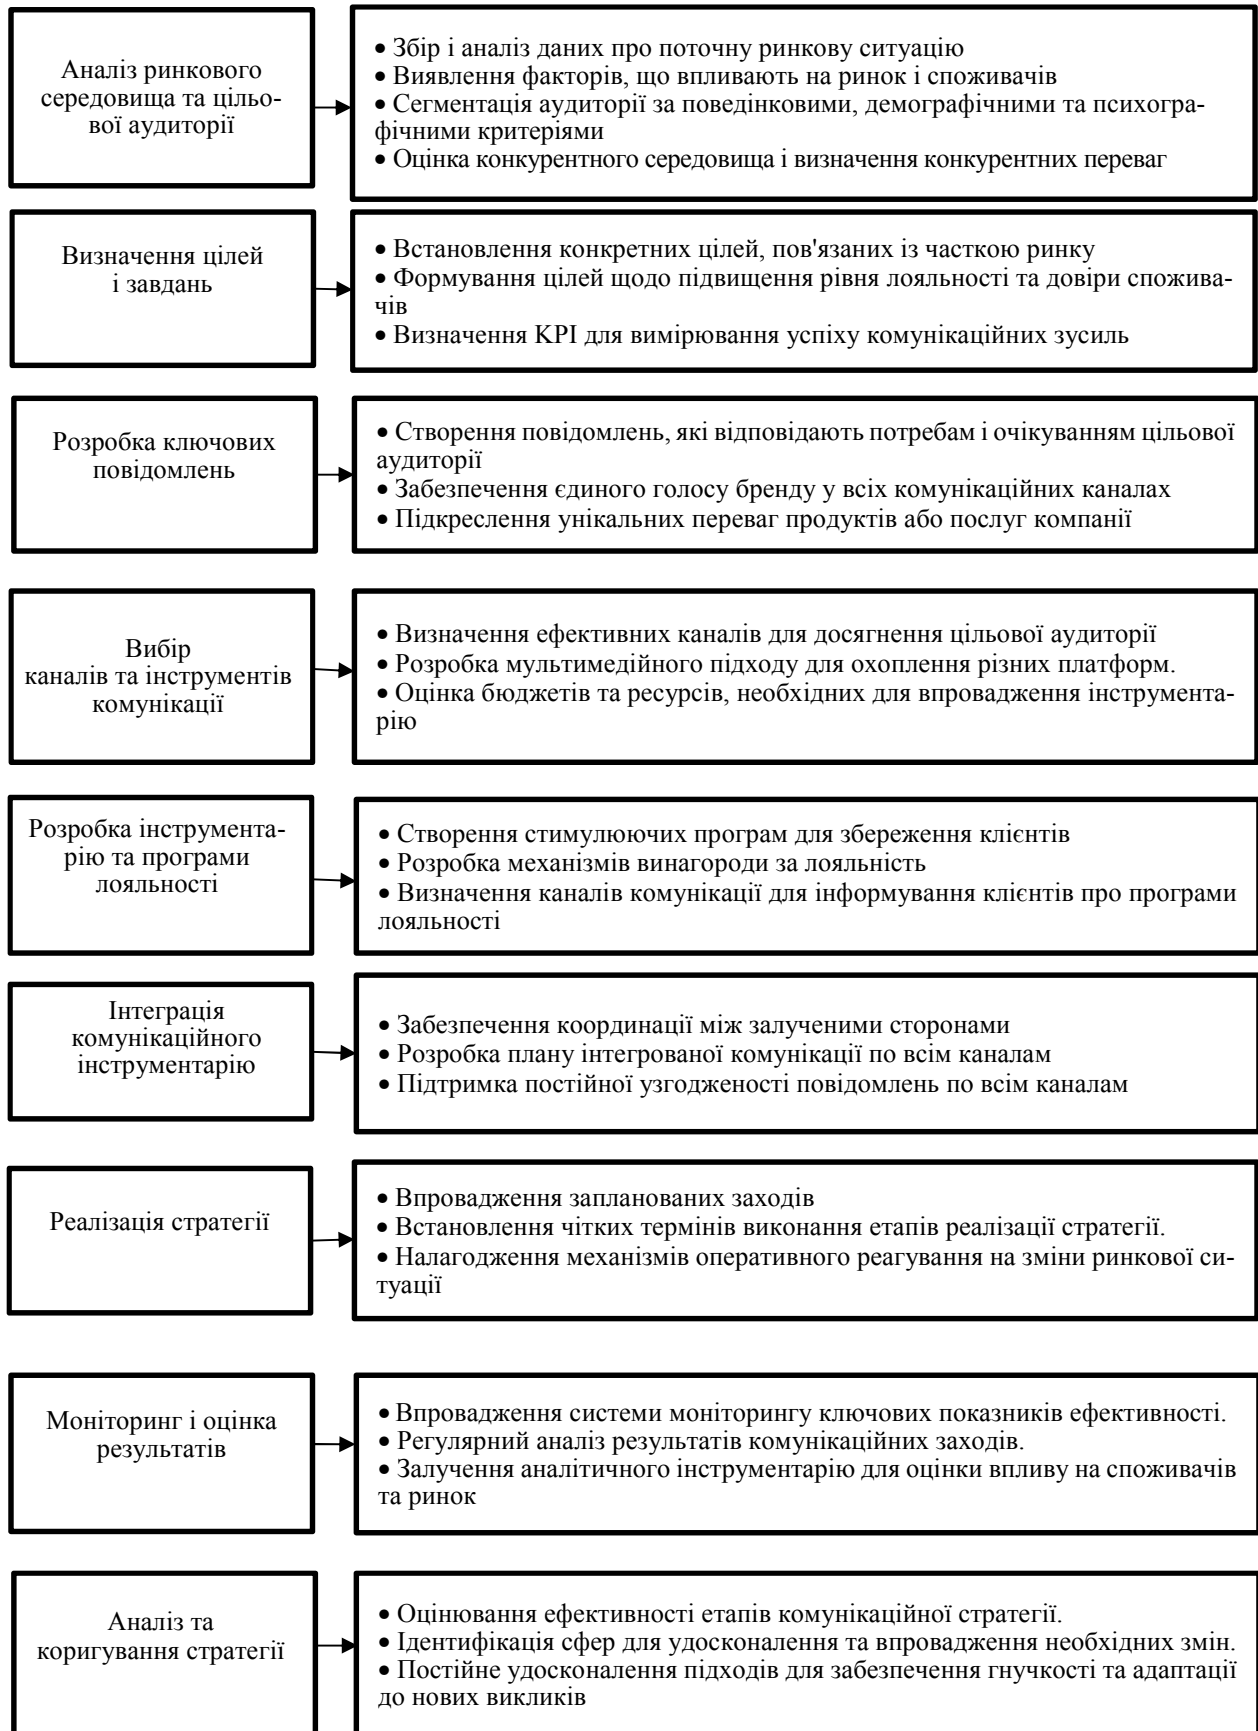 Аналіз ринкового
середовища та цільо-
вої аудиторії
• Збір і аналіз даних про поточну ринкову ситуацію
• Виявлення факторів, що впливають на ринок і споживачів
• Сегментація аудиторії за поведінковими, демографічними та психогра-
фічними критеріями
• Оцінка конкурентного середовища і визначення конкурентних переваг
Визначення цілей
і завдань
• Встановлення конкретних цілей, пов'язаних із часткою ринку
• Формування цілей щодо підвищення рівня лояльності та довіри спожива-
чів
• Визначення KPI для вимірювання успіху комунікаційних зусиль
Розробка ключових
повідомлень
• Створення повідомлень, які відповідають потребам і очікуванням цільової
аудиторії
• Забезпечення єдиного голосу бренду у всіх комунікаційних каналах
• Підкреслення унікальних переваг продуктів або послуг компанії
Вибір
каналів та інструментів
комунікації
• Визначення ефективних каналів для досягнення цільової аудиторії
• Розробка мультимедійного підходу для охоплення різних платформ.
• Оцінка бюджетів та ресурсів, необхідних для впровадження інструмента-
рію
Розробка інструмента-
рію та програми
лояльності
• Створення стимулюючих програм для збереження клієнтів
• Розробка механізмів винагороди за лояльність
• Визначення каналів комунікації для інформування клієнтів про програми
лояльності
Інтеграція
комунікаційного
інструментарію
• Забезпечення координації між залученими сторонами
• Розробка плану інтегрованої комунікації по всім каналам
• Підтримка постійної узгодженості повідомлень по всім каналам
Реалізація стратегії
• Впровадження запланованих заходів
• Встановлення чітких термінів виконання етапів реалізації стратегії.
• Налагодження механізмів оперативного реагування на зміни ринкової си-
туації
Моніторинг і оцінка
результатів
• Впровадження системи моніторингу ключових показників ефективності.
• Регулярний аналіз результатів комунікаційних заходів.
• Залучення аналітичного інструментарію для оцінки впливу на споживачів
та ринок
Аналіз та
коригування стратегії
• Оцінювання ефективності етапів комунікаційної стратегії.
• Ідентифікація сфер для удосконалення та впровадження необхідних змін.
• Постійне удосконалення підходів для забезпечення гнучкості та адаптації
до нових викликів